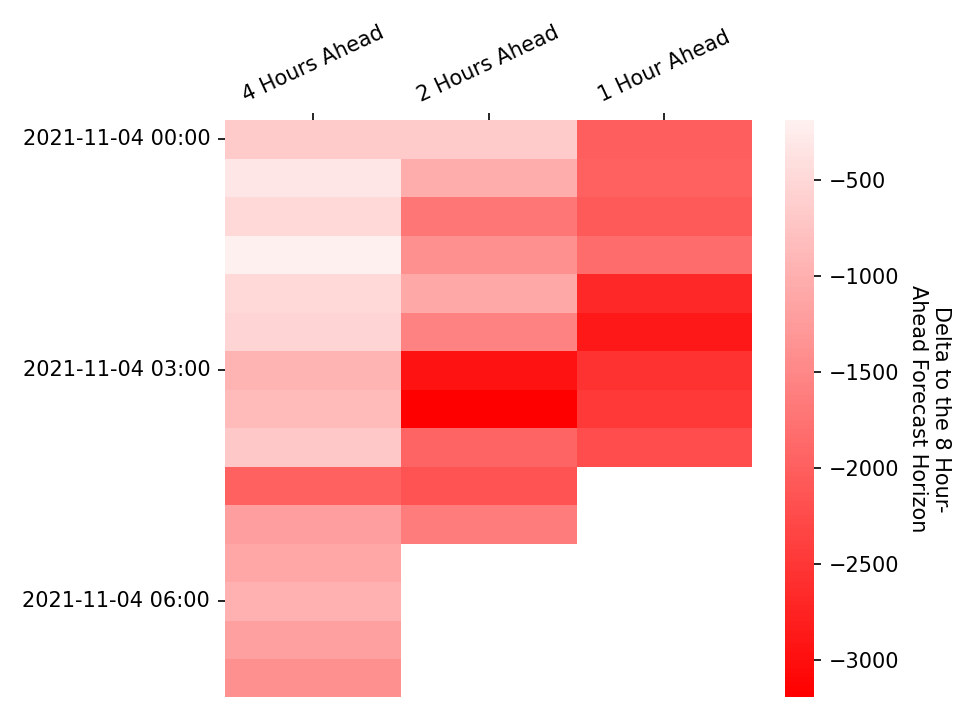 4 Hours Ahead
2 Hours Ahead
1 Hour Ahead
2021-11-04 00:00
2021-11-04 03:00
2021-11-04 06:00
−500
−1000
−1500
−2000
−2500
−3000
Delta to the 8 Hour-
Ahead Forecast Horizon